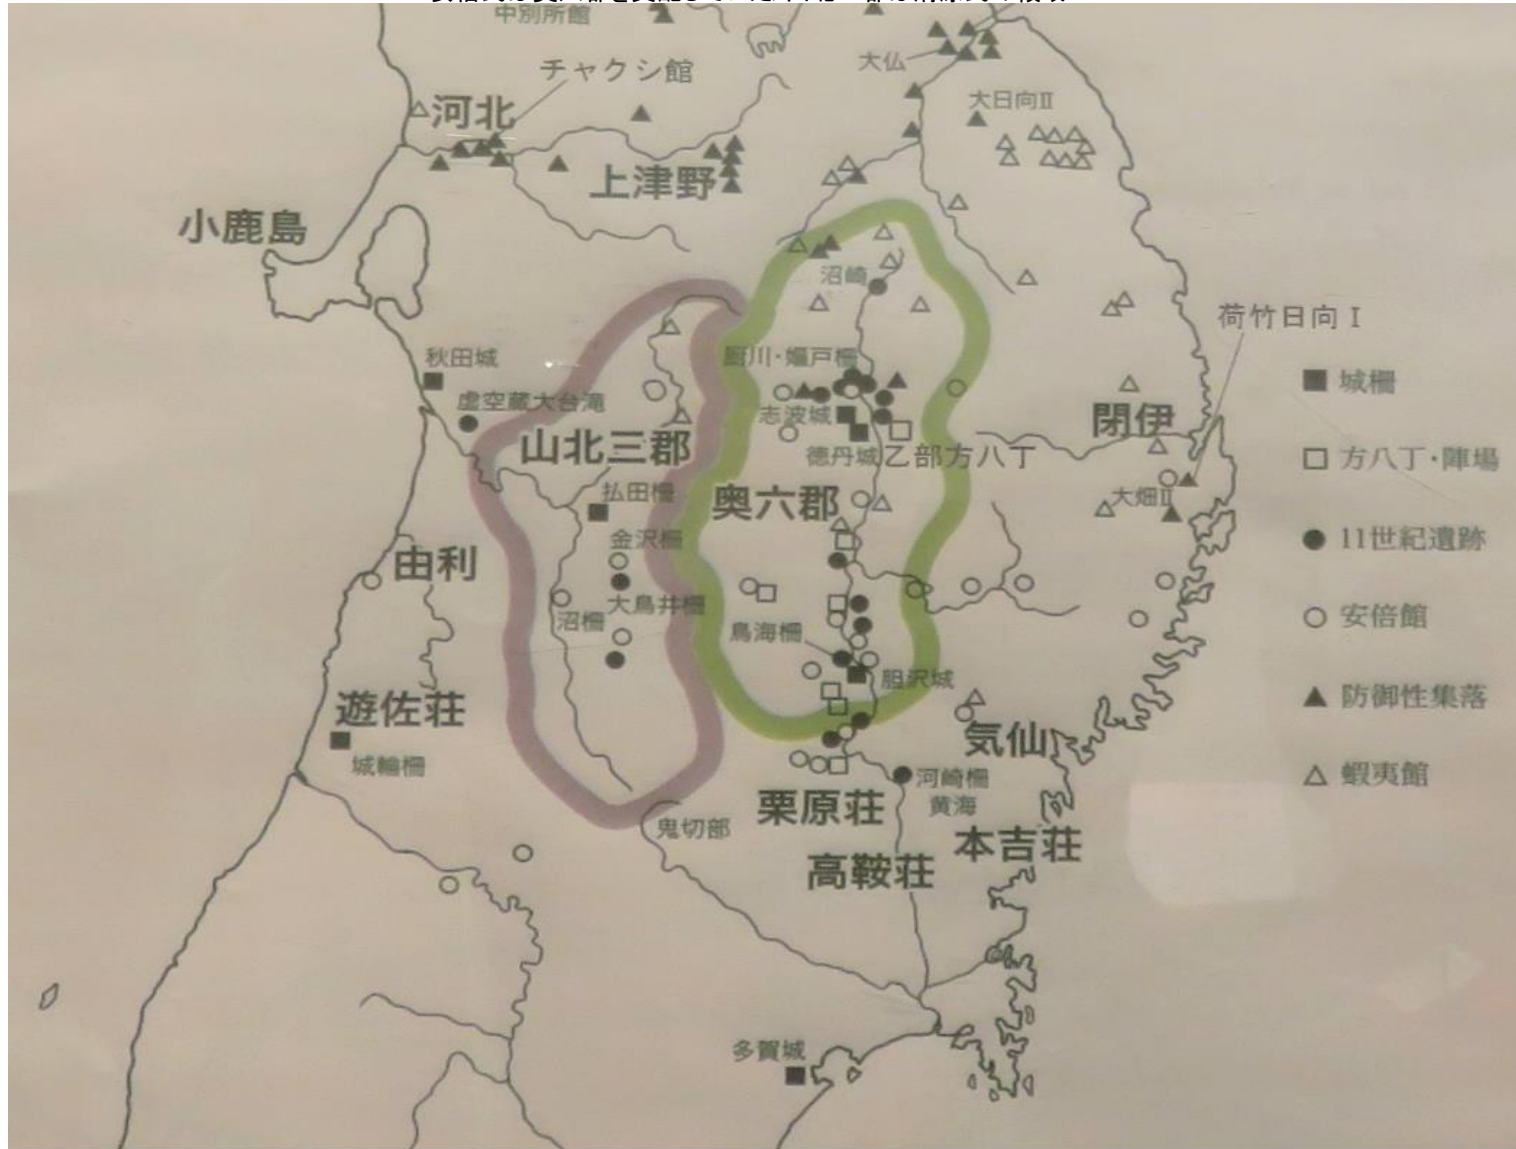 中別所館
チャクシ館
大仏
大日向Ⅱ
河北
上津野
小鹿島
沼崎
荷竹日向Ⅰ
秋田城
厨川・嫗戸柵
城柵
虚空蔵大台滝
志波城
閉伊
山北三郡
徳丹城
乙部方八丁
方八丁・陣場
払田柵
奥六郡
大畑Ⅱ
金沢柵
11世紀遺跡
由利
大鳥井柵
沼柵
鳥海柵
安倍館
胆沢城
遊佐荘
防御性集落
気仙
城輪柵
河崎柵
蝦夷館
栗原荘
黄海
鬼切部
本吉荘
高鞍荘
多賀城